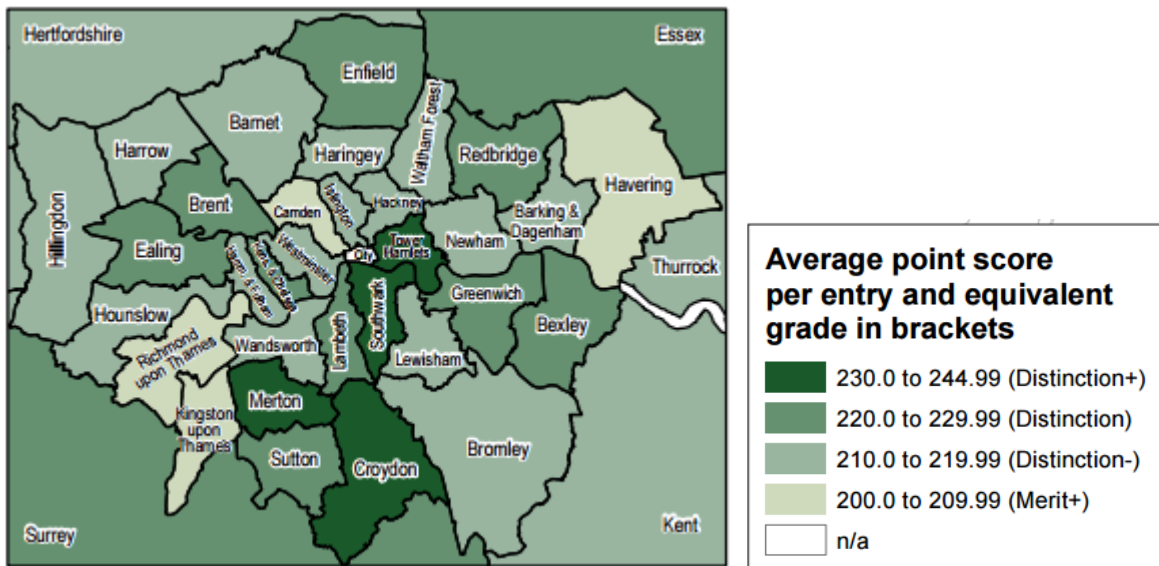 Hertfordshire
Essex
Enfield
Barnet
Waltham Forest
Harrow
Haringey
Redbridge
Havering
Hillingdon
Brent
Camden
Islington
Hackney
Barking &
Dagenham
Ealing
Westminster
City
Tower
Hamlets
Newham
Thurrock
Hamm. & Fulham
Kens. & Chelsea
Hounslow
Greenwich
Bexley
Richmond
upon Thames
Wandsworth
Lambeth
Southwark
Lewisham
Kingston
upon
Thames
Merton
Sutton
Croydon
Bromley
Surrey
Kent
Average point score
per entry and equivalent
grade in brackets
230.0 to 244.99 (Distinction+)
220.0 to 229.99 (Distinction)
210.0 to 219.99 (Distinction-)
200.0 to 209.99 (Merit+)
n/a